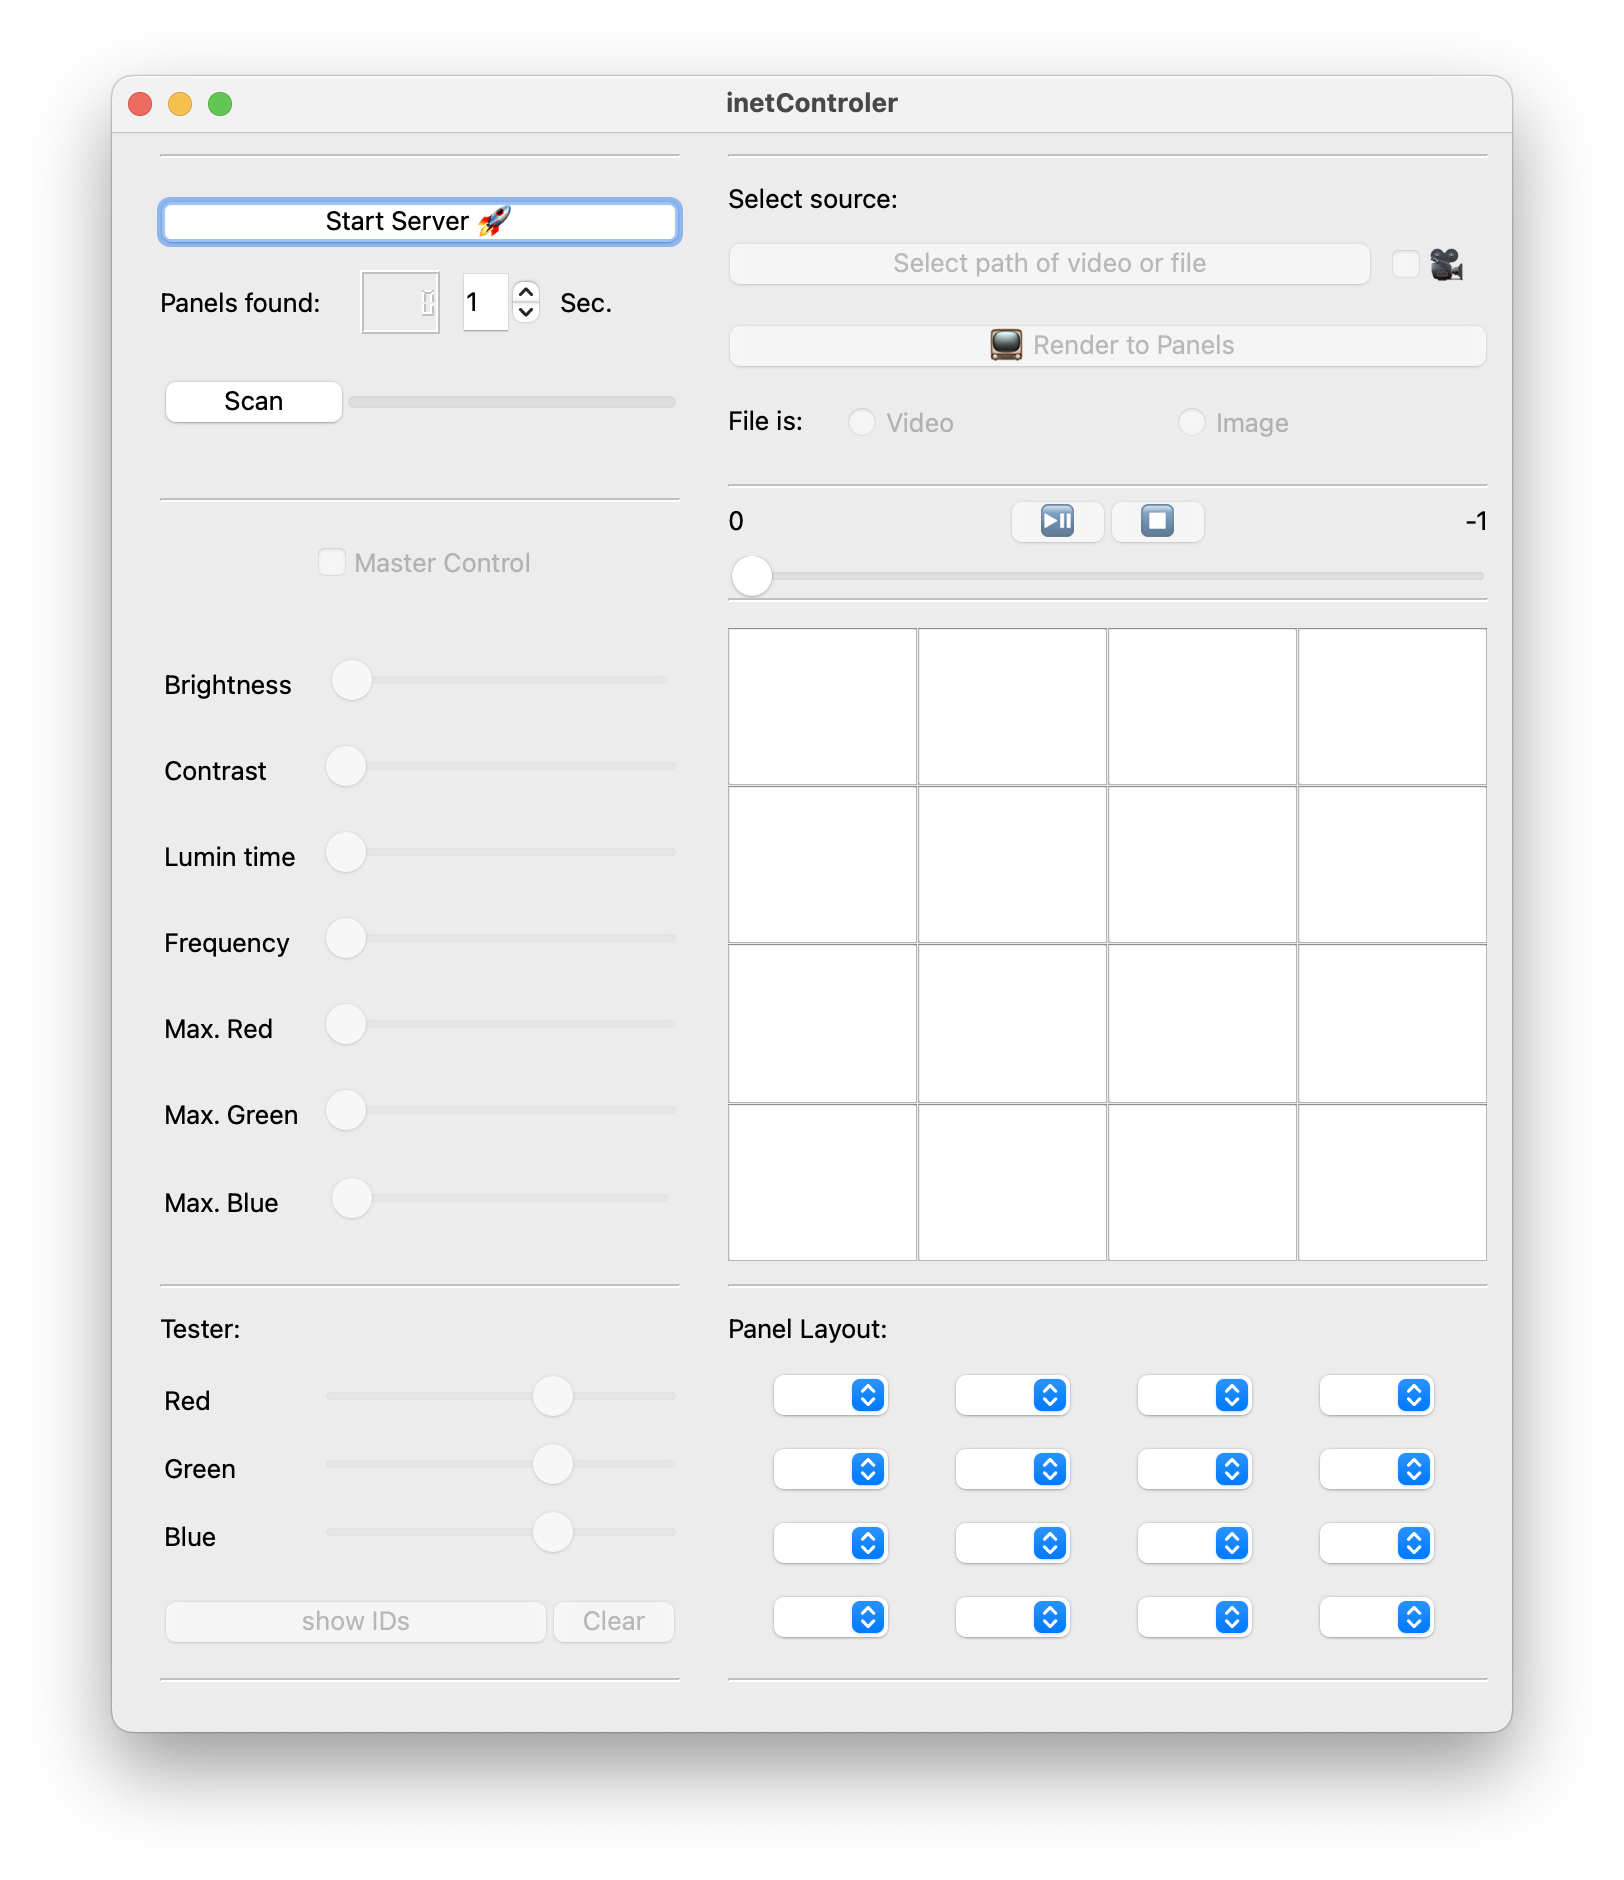 inetControler
Start Server 🚀
Panels found: 0 1 Sec.
Scan
Master Control
Brightness
Contrast
Lumin time
Frequency
Max. Red
Max. Green
Max. Blue
Tester:
Red
Green
Blue
show IDs Clear
Select source:
Select path of video or file
Render to Panels
File is: Video Image
0 -1
Panel Layout: